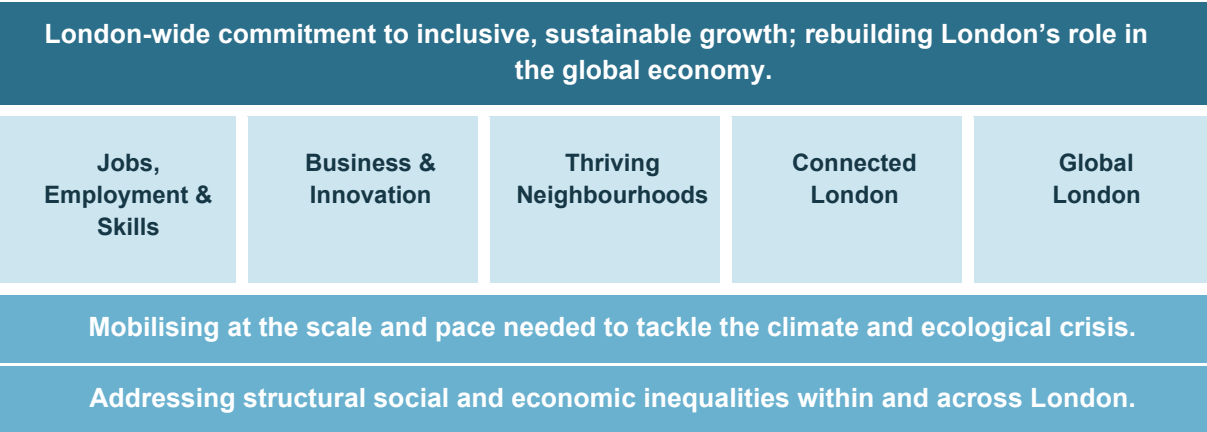 London-wide commitment to inclusive, sustainable growth; rebuilding London’s role in
the global economy.
Jobs,
Employment &
Skills
Business &
Innovation
Thriving
Neighbourhoods
Connected
London
Global
London
Mobilising at the scale and pace needed to tackle the climate and ecological crisis.
Addressing structural social and economic inequalities within and across London.